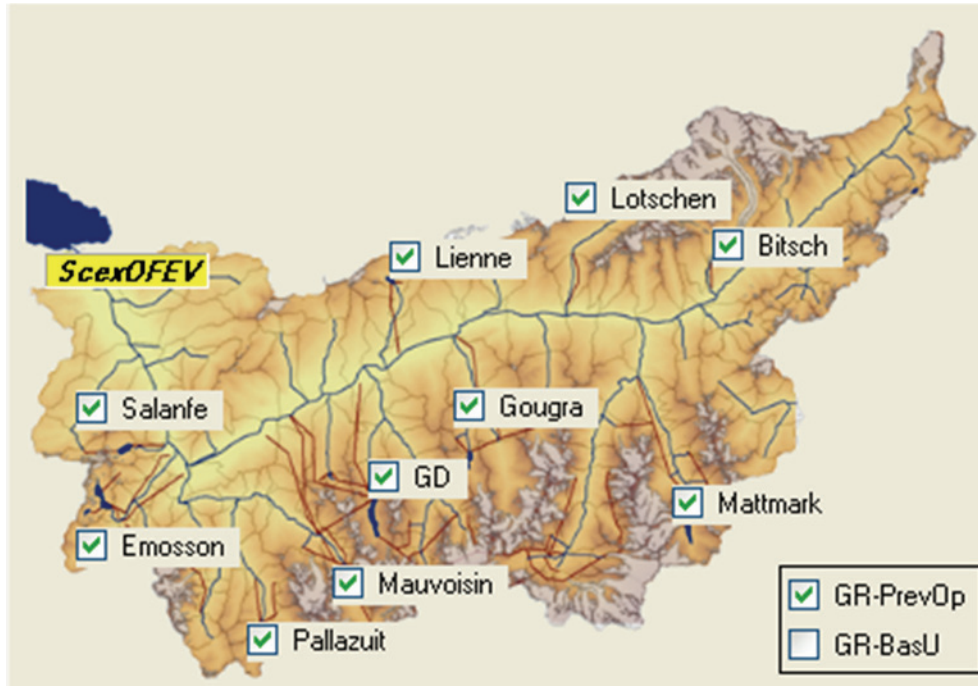 Lotschen
Bitsch
Lienne
ScexOFEV
Salanfe
Gougra
GD
Mattmark
Emosson
Mauvoisin
Pallazuit
GR-PrevOp
GR-BasU